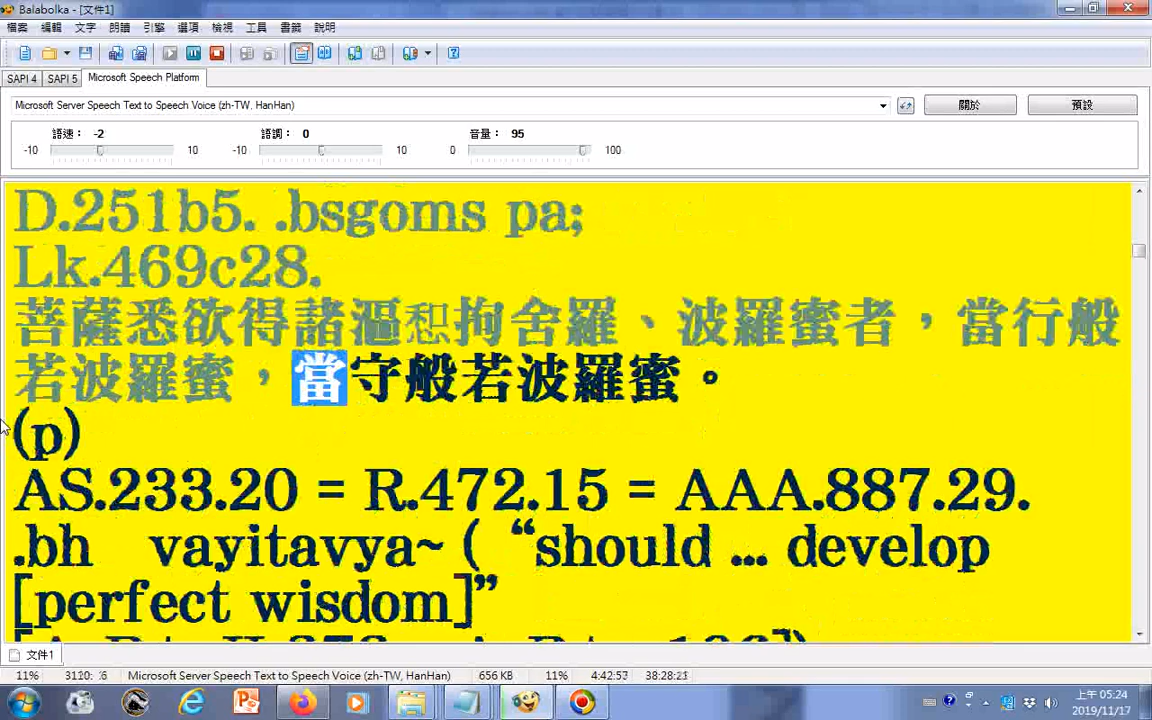 Balabolka - [文件1]
檔案 編輯 文字 朗讀 引擎 選項 檢視 工具 書籤 說明
SAPI 4 SAPI 5 Microsoft Speech Platform
Microsoft Server Speech Text to Speech Voice (zh-TW, HanHan) 關於 預設
語速： -2 語調： 0 音量： 95
-10 10 -10 10 0 100
D.251b5. .bsgoms pa;
Lk.469c28.
菩薩悉欲得諸漚惒拘舍羅、波羅蜜者，當行般
若波羅蜜，當守般若波羅蜜。
(p)
AS.233.20 = R.472.15 = AAA.887.29.
.bh vayitavya~ ( “should ... develop
[perfect wisdom]”
文件1
11% Microsoft Server Speech Text to Speech Voice (zh-TW, HanHan) 656 KB 11% 4:42:57
上午 05:24
2019/11/17